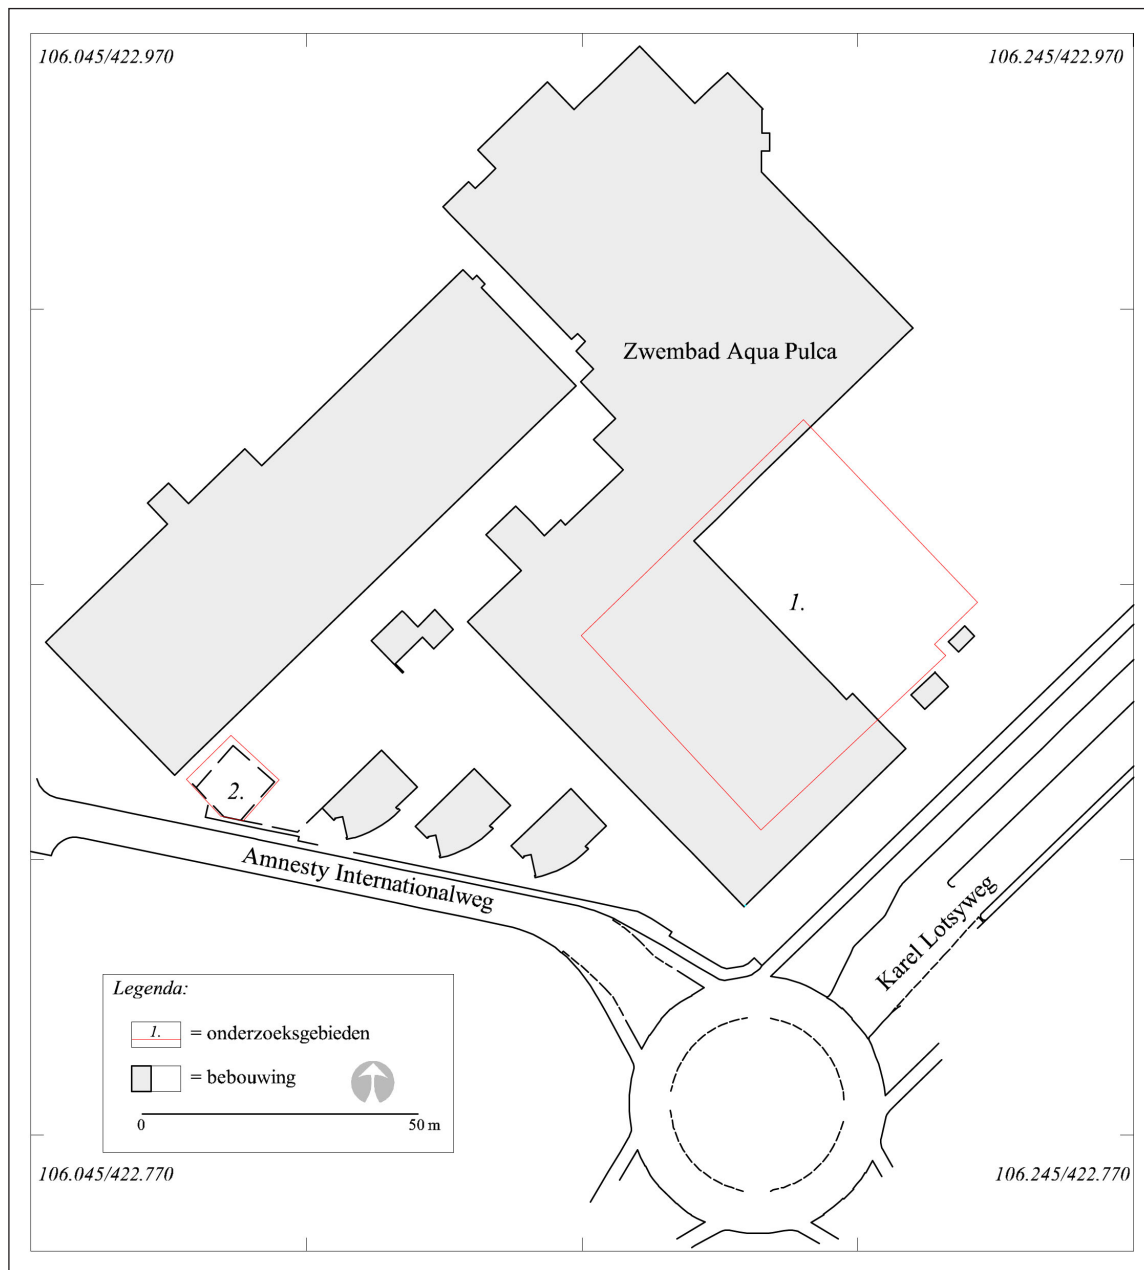 106.045/422.970
106.245/422.970
Zwembad Aqua Pulca
1.
2.
Amnesty Internationalweg
Karel Lotsyweg
Legenda:
1. = onderzoeksgebieden
= bebouwing
0 50 m
106.045/422.770
106.245/422.770